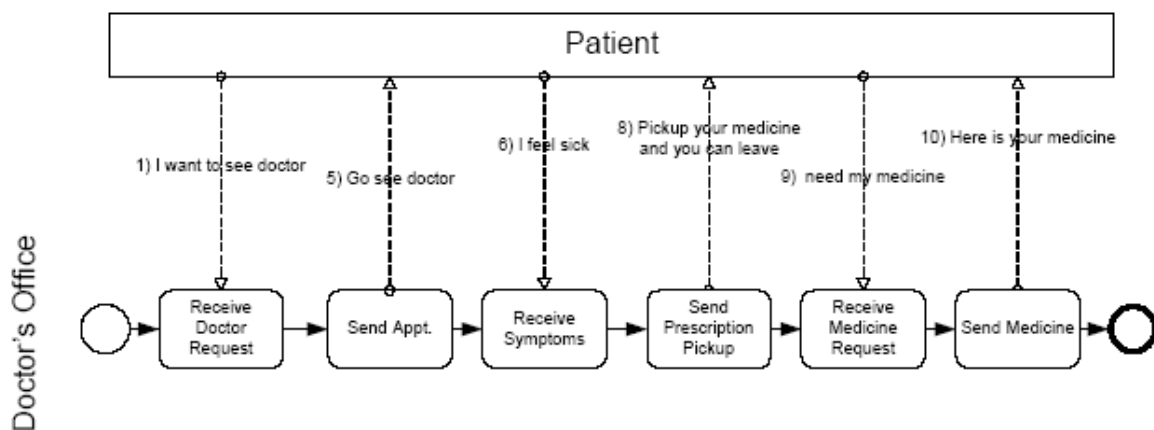 Patient
1) I want to see doctor
5) Go see doctor
6) I feel sick
8) Pickup your medicine
and you can leave
9) need my medicine
10) Here is your medicine
Doctor's Office
Receive
Doctor
Request
Send Appt.
Receive
Symptoms
Send
Prescription
Pickup
Receive
Medicine
Request
Send Medicine